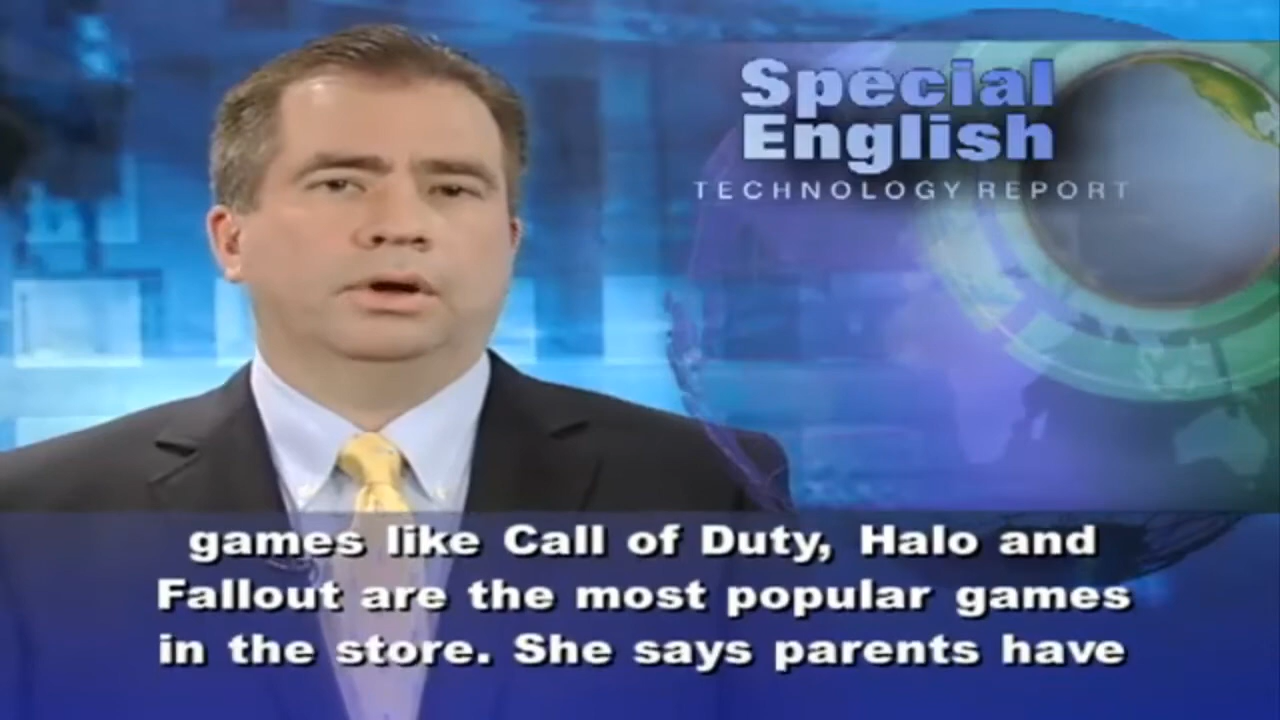 Special
English
TECHNOLOGY REPORT
games like Call of Duty, Halo and
Fallout are the most popular games
in the store. She says parents have